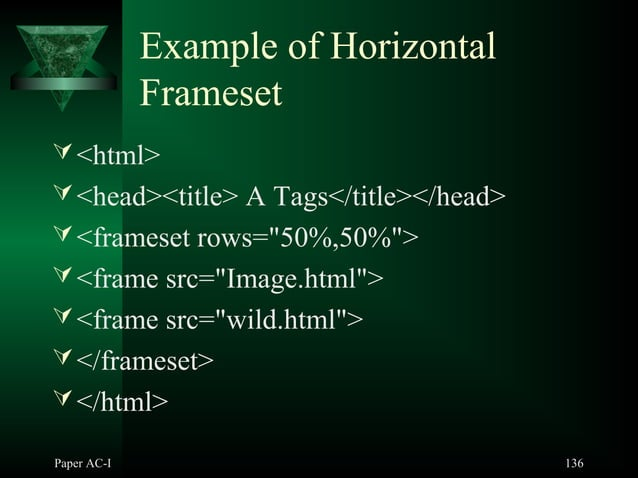 Example of Horizontal
Frameset
<html>
<head><title> A Tags</title></head>
<frameset rows="50%,50%">
<frame src="Image.html">
<frame src="wild.html">
</frameset>
</html>
Paper AC-I
136